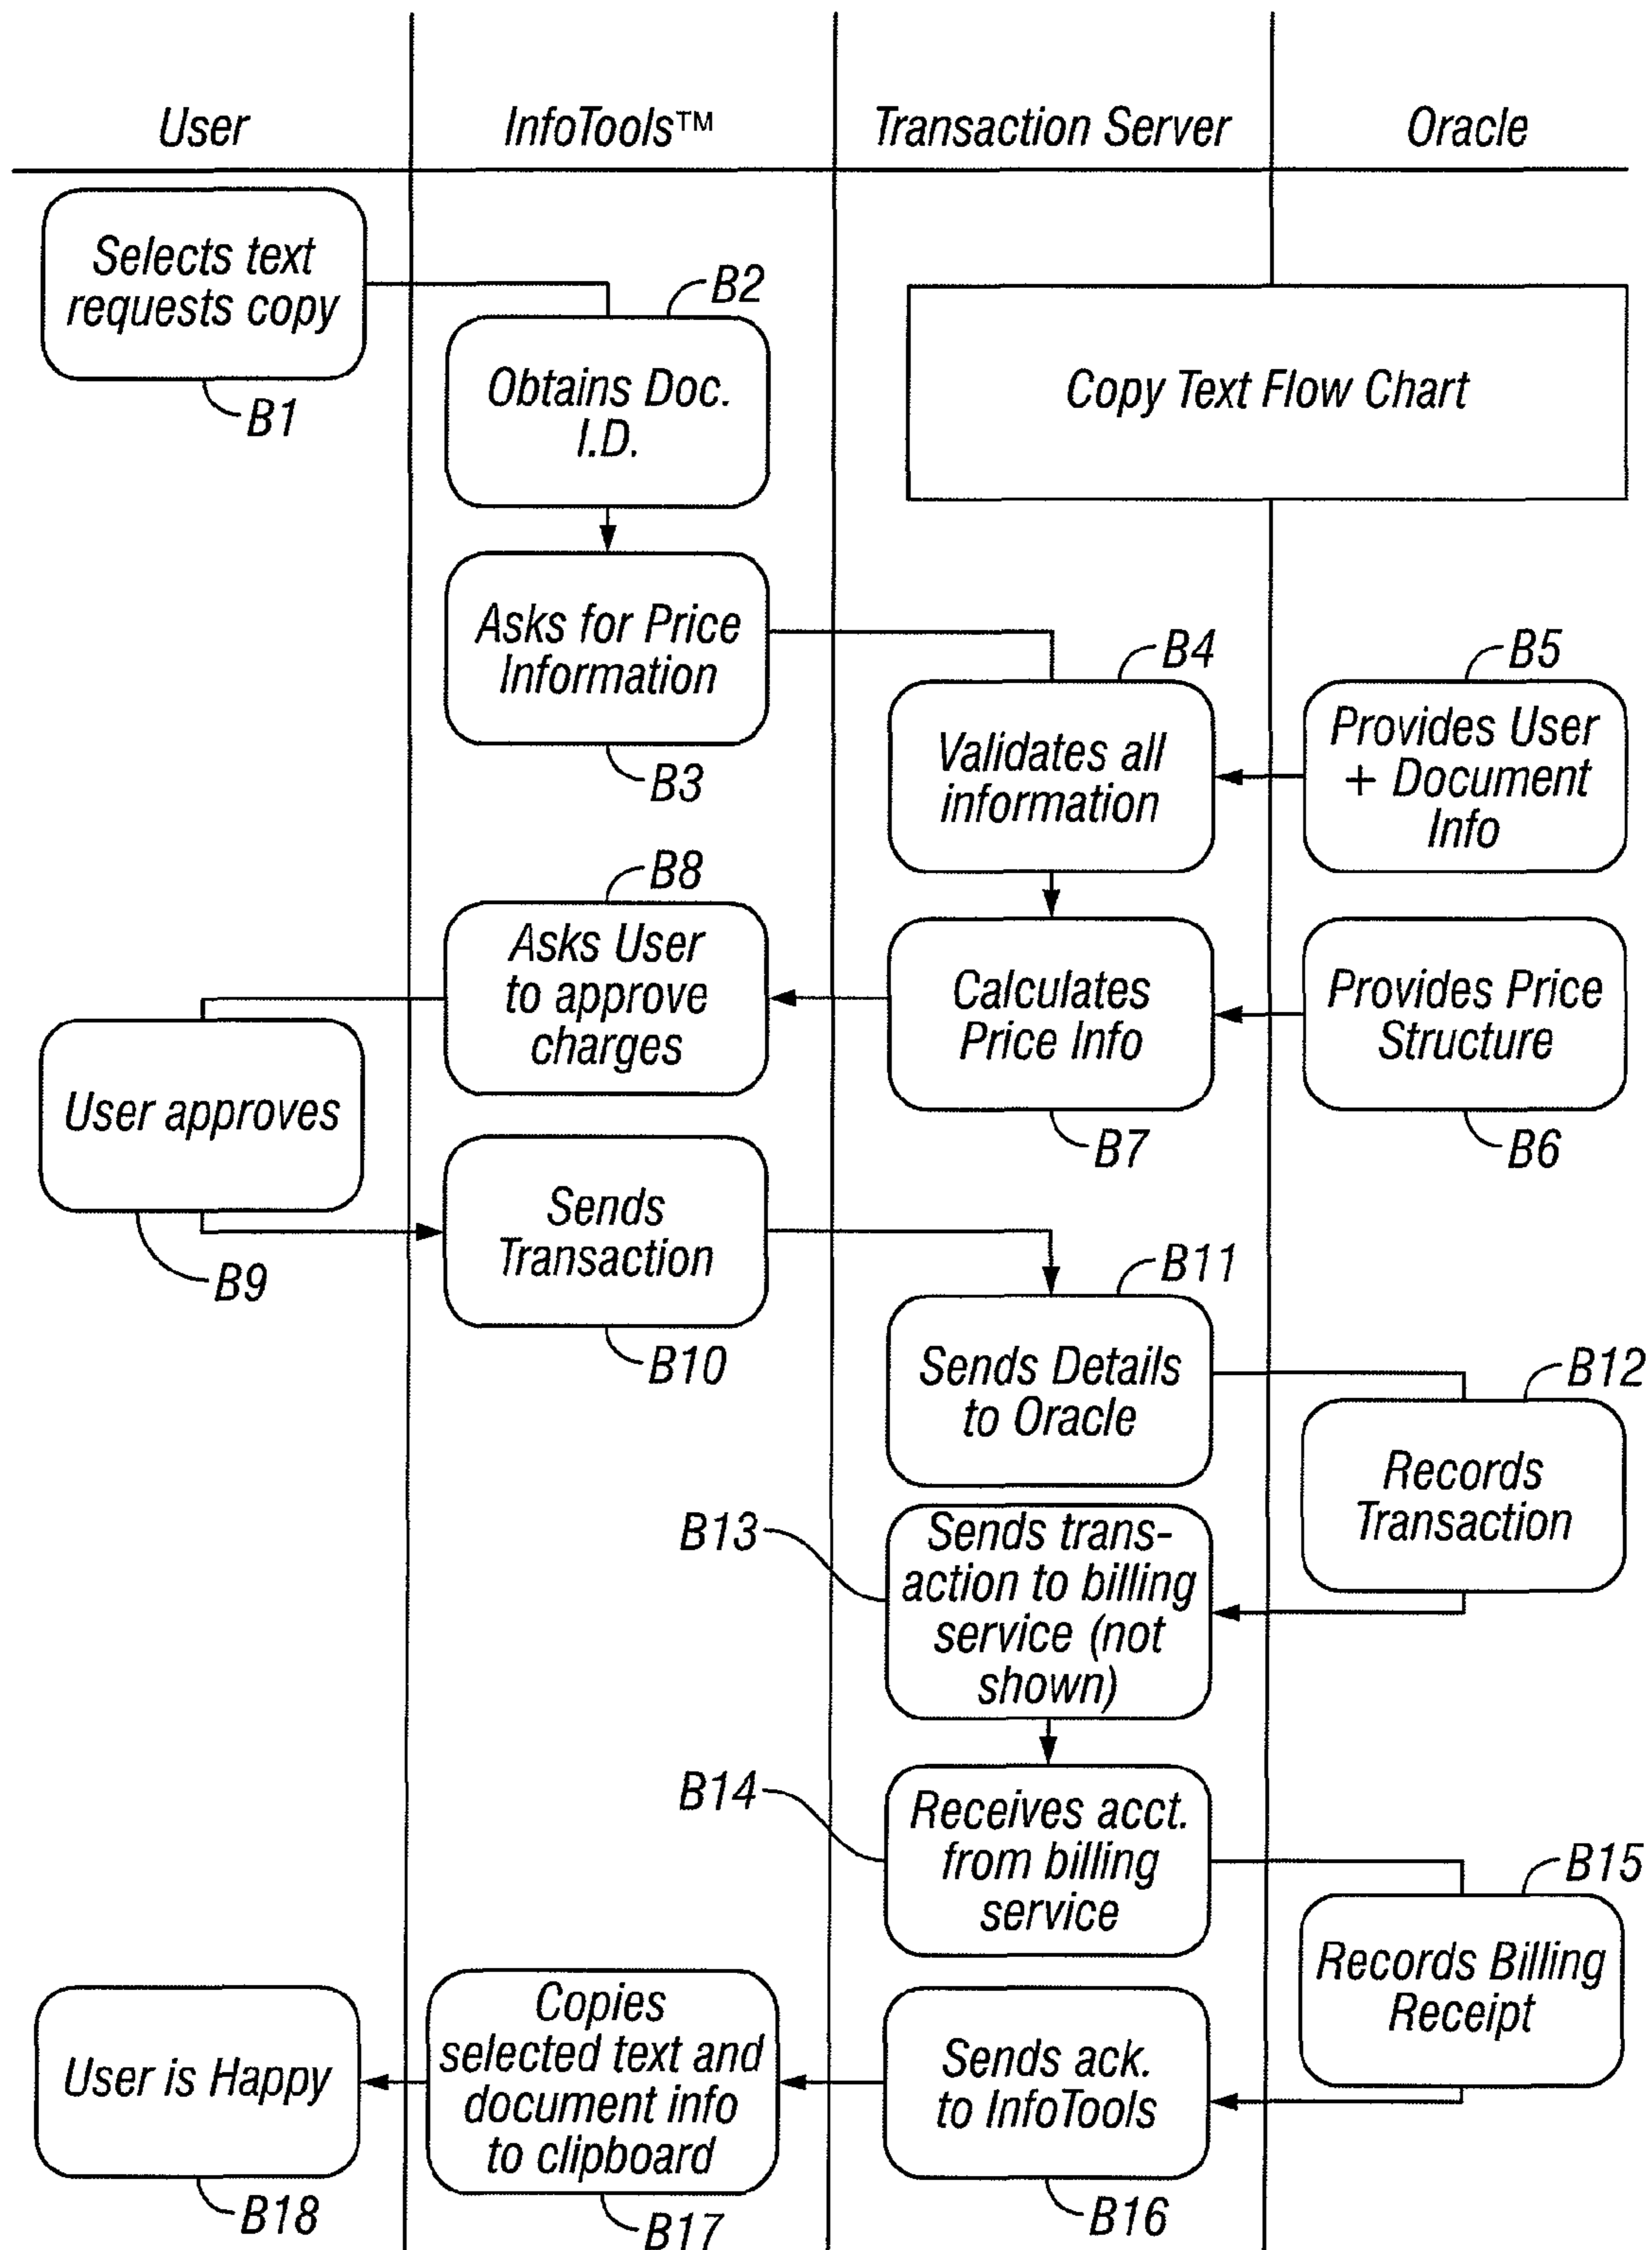 User
InfoTools™
Transaction Server
Oracle
Selects text
requests copy
B1
B2
Obtains Doc.
I.D.
Copy Text Flow Chart
Asks for Price
Information
B3
B4
Validates all
information
B5
Provides User
+ Document
Info
B8
Asks User
to approve
charges
Calculates
Price Info
B7
Provides Price
Structure
B6
User approves
B9
Sends
Transaction
B10
B11
Sends Details
to Oracle
B12
Records
Transaction
B13
Sends trans-
action to billing
service (not
shown)
B14
Receives acct.
from billing
service
B15
Records Billing
Receipt
Sends ack.
to InfoTools
B16
Copies
selected text and
document info
to clipboard
B17
User is Happy
B18